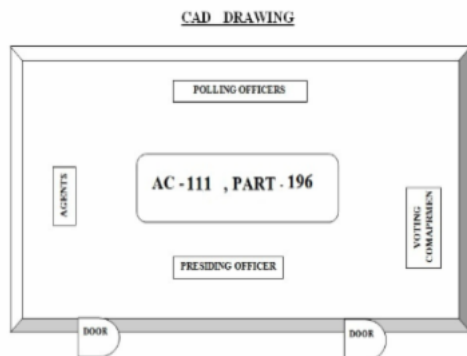 CAD DRAWING
POLLING OFFICERS
AGENTS
AC -111 , PART - 196
VOTING
COMAPRMEN
PRESIDING OFFICER
DOOR
DOOR